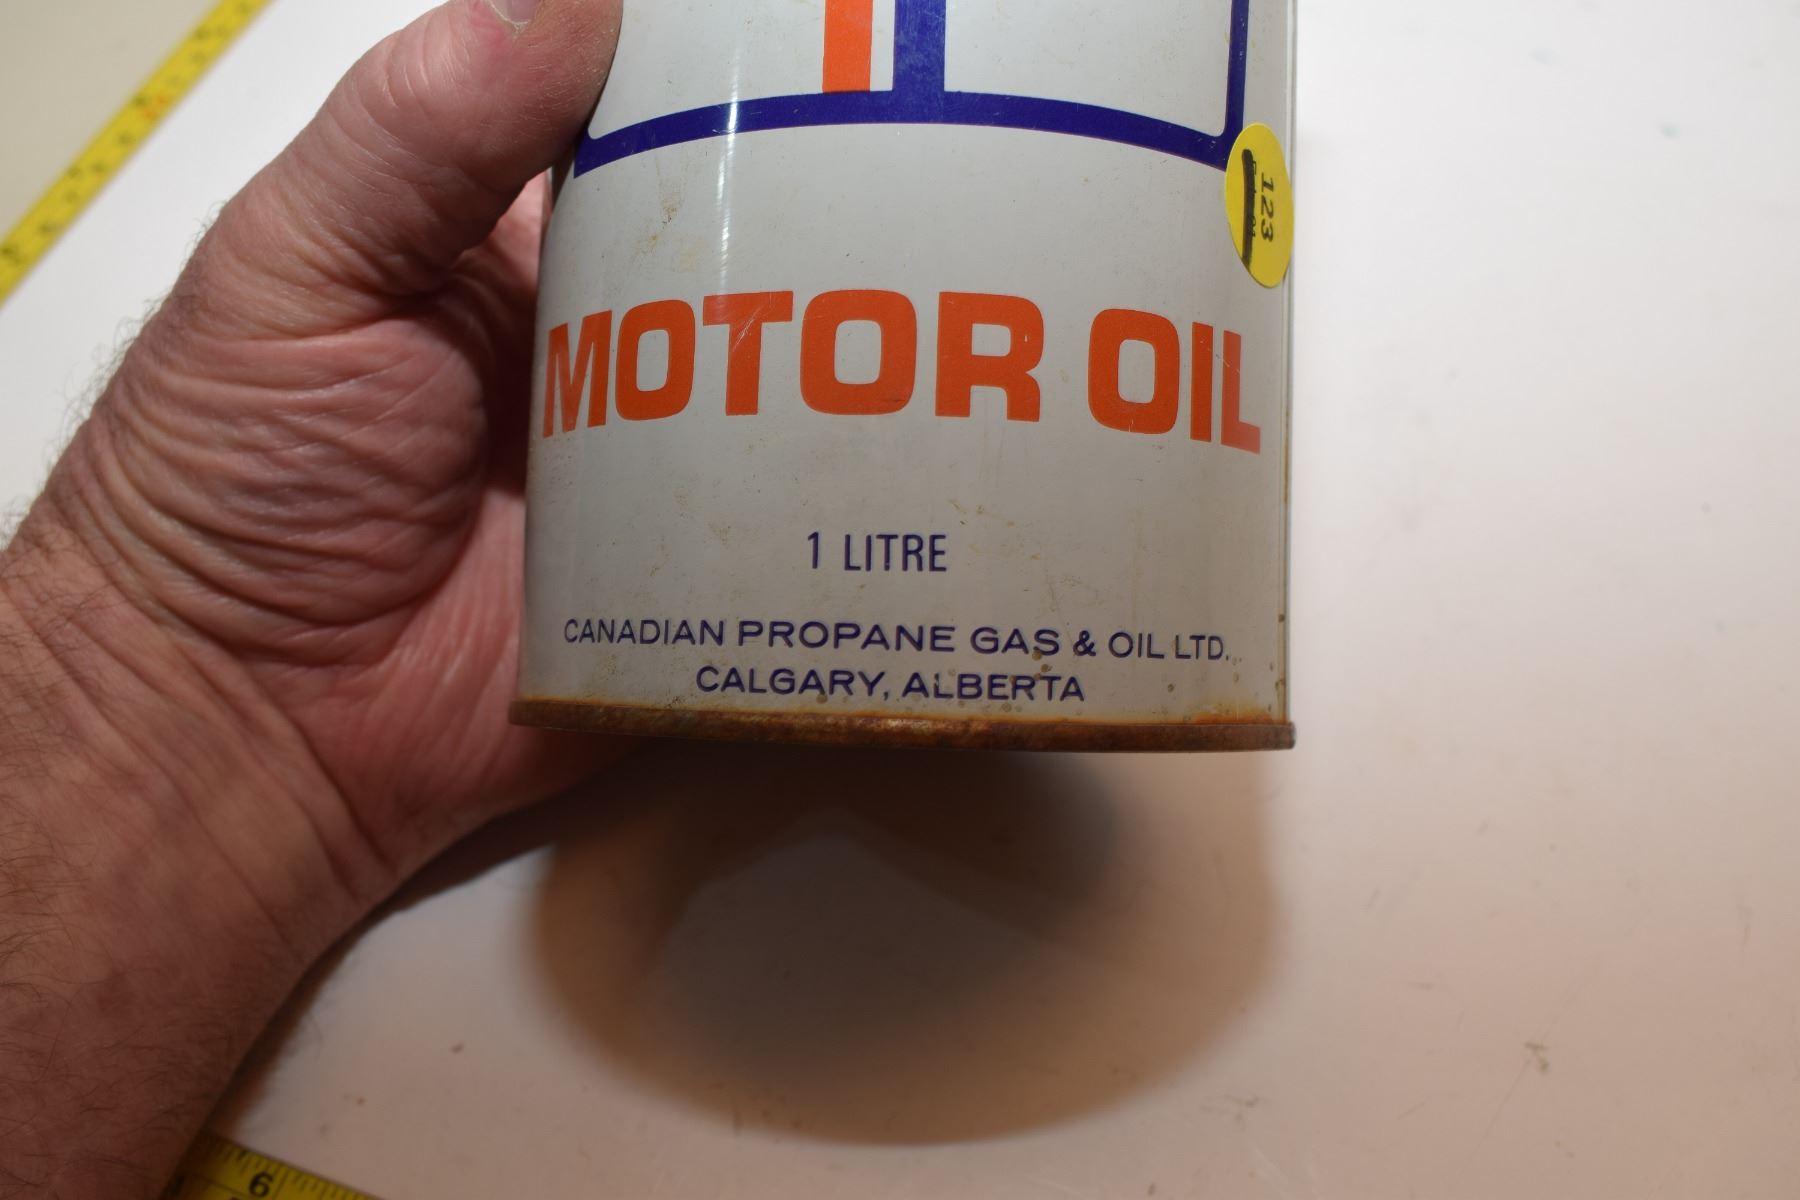 MOTOR OIL
1 LITRE
CANADIAN PROPANE GAS & OIL LTD.
CALGARY, ALBERTA
123
6